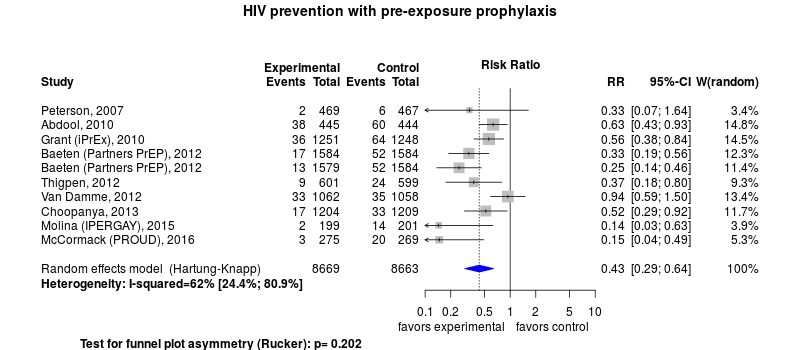 HIV prevention with pre-exposure prophylaxis
Experimental Control Risk Ratio
Study Events Total Events Total RR 95%-CI W(random)
Peterson, 2007 2 469 6 467 0.33 [0.07; 1.64] 3.4%
Abdool, 2010 38 445 60 444 0.63 [0.43; 0.93] 14.8%
Grant (iPrEx), 2010 36 1251 64 1248 0.56 [0.38; 0.84] 14.5%
Baeten (Partners PrEP), 2012 17 1584 52 1584 0.33 [0.19; 0.56] 12.3%
Baeten (Partners PrEP), 2012 13 1579 52 1584 0.25 [0.14; 0.46] 11.4%
Thigpen, 2012 9 601 24 599 0.37 [0.18; 0.80] 9.3%
Van Damme, 2012 33 1062 35 1058 0.94 [0.59; 1.50] 13.4%
Choopanya, 2013 17 1204 33 1209 0.52 [0.29; 0.92] 11.7%
Molina (IPERGAY), 2015 2 199 14 201 0.14 [0.03; 0.63] 3.9%
McCormack (PROUD), 2016 3 275 20 269 0.15 [0.04; 0.49] 5.3%
Random effects model (Hartung-Knapp) 8669 8663 0.43 [0.29; 0.64] 100%
Heterogeneity: I-squared=62% [24.4%; 80.9%]
0.1 0.2 0.5 1 2 5 10
favors experimental favors control
Test for funnel plot asymmetry (Rucker): p= 0.202